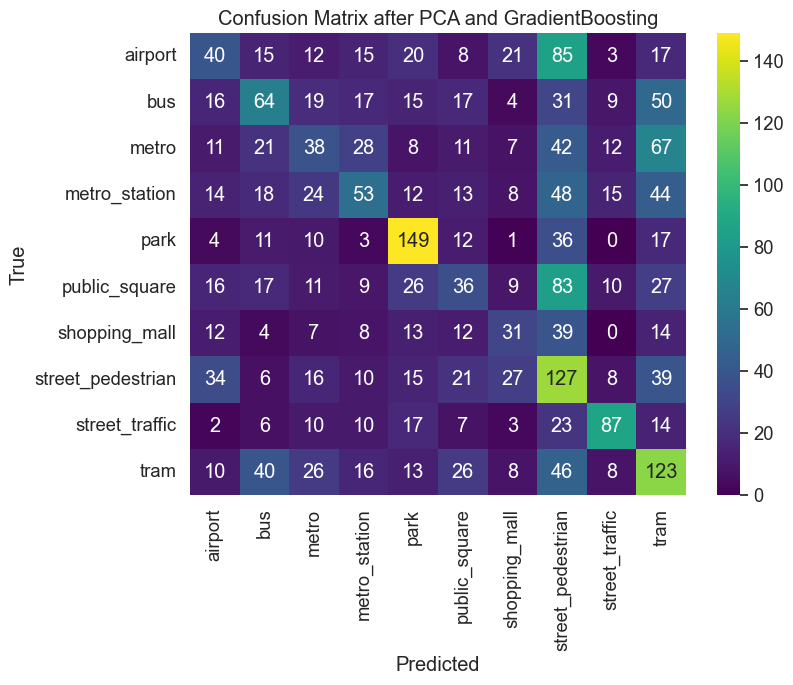 Confusion Matrix after PCA and GradientBoosting
airport 40 15 12 15 20 8 21 85 3 17
bus 16 64 19 17 15 17 4 31 9 50
metro 11 21 38 28 8 11 7 42 12 67
metro_station 14 18 24 53 12 13 8 48 15 44
park 4 11 10 3 149 12 1 36 0 17
public_square 16 17 11 9 26 36 9 83 10 27
shopping_mall 12 4 7 8 13 12 31 39 0 14
street_pedestrian 34 6 16 10 15 21 27 127 8 39
street_traffic 2 6 10 10 17 7 3 23 87 14
tram 10 40 26 16 13 26 8 46 8 123
True
airport
bus
metro
metro_station
park
public_square
shopping_mall
street_pedestrian
street_traffic
tram
Predicted
140
120
100
80
60
40
20
0